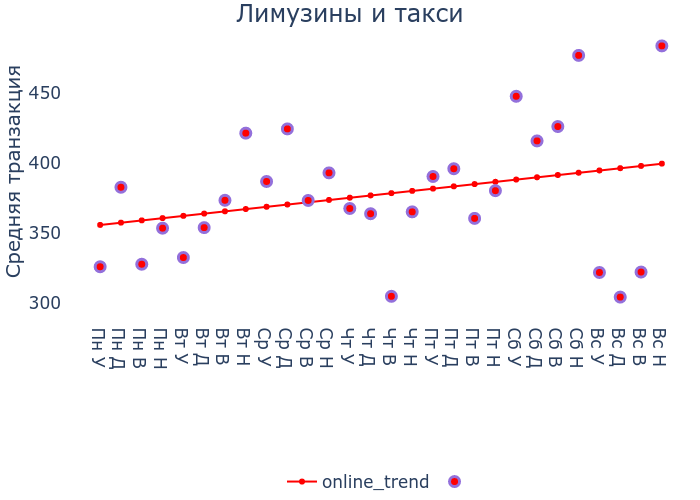 Лимузины и такси
Средняя транзакция
450
400
350
300
Пн У
Пн Д
Пн В
Пн Н
Вт У
Вт Д
Вт В
Вт Н
Ср У
Ср Д
Ср В
Ср Н
Чт У
Чт Д
Чт В
Чт Н
Пт У
Пт Д
Пт В
Пт Н
Сб У
Сб Д
Сб В
Сб Н
Вс У
Вс Д
Вс В
Вс Н
online_trend